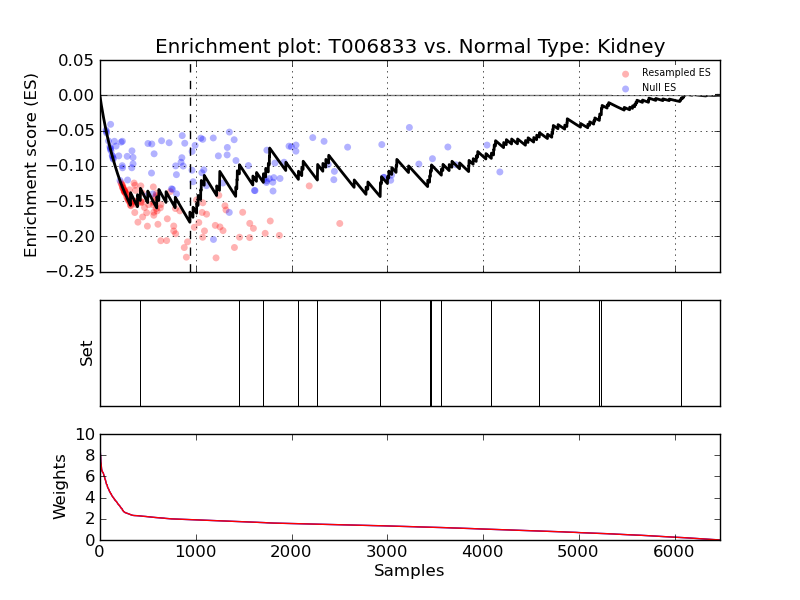 Enrichment plot: T006833 vs. Normal Type: Kidney
Enrichment score (ES)
0.05
0.00
−0.05
−0.10
−0.15
−0.20
−0.25
Resampled ES
Null ES
Set
Weights
10
8
6
4
2
0
0 1000 2000 3000 4000 5000 6000
Samples